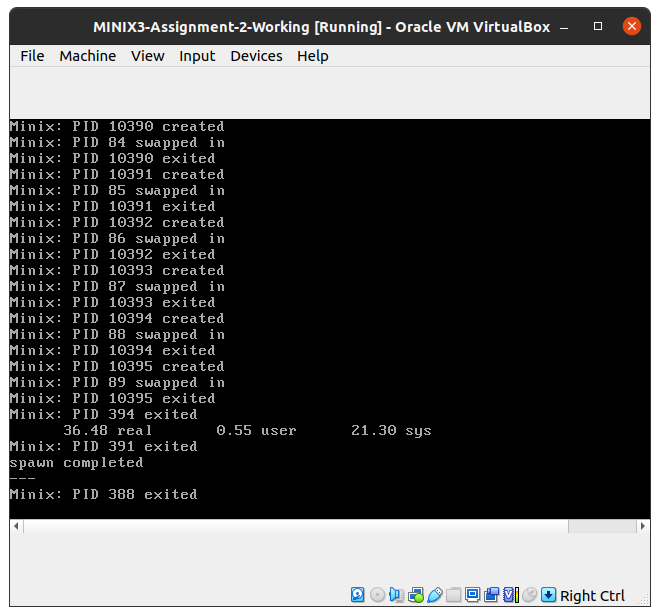 MINIX3-Assignment-2-Working [Running] - Oracle VM VirtualBox
File Machine View Input Devices Help
Minix: PID 10390 created
Minix: PID 84 swapped in
Minix: PID 10390 exited
Minix: PID 10391 created
Minix: PID 85 swapped in
Minix: PID 10391 exited
Minix: PID 10392 created
Minix: PID 86 swapped in
Minix: PID 10392 exited
Minix: PID 10393 created
Minix: PID 87 swapped in
Minix: PID 10393 exited
Minix: PID 10394 created
Minix: PID 88 swapped in
Minix: PID 10394 exited
Minix: PID 10395 created
Minix: PID 89 swapped in
Minix: PID 10395 exited
Minix: PID 394 exited
36.48 real 0.55 user 21.30 sys
Minix: PID 391 exited
spawn completed
---
Minix: PID 388 exited
Right Ctrl